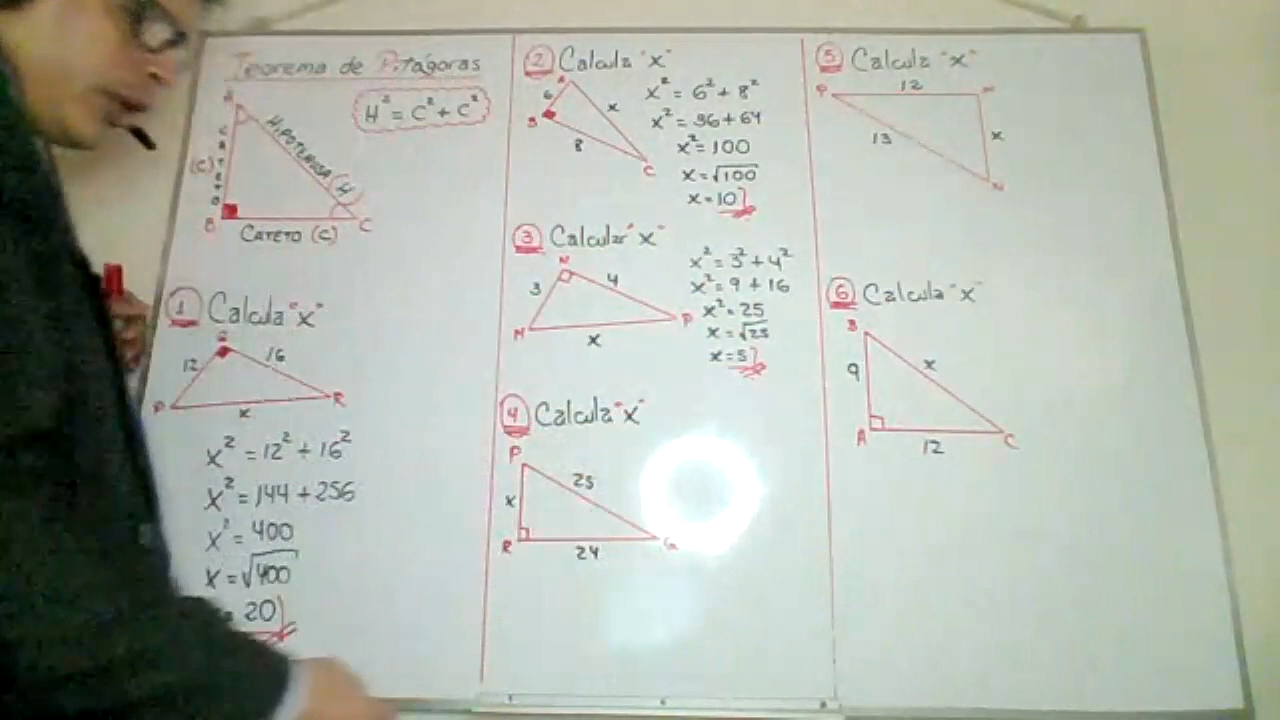 Teorema de Pitágoras
H² = C² + C²
A
CATETO
(C)
HIPOTENUSA (H)
B
C
CATETO (C)
1 Calcula "x"
12
16
P
x
R
x² = 12² + 16²
x² = 144 + 256
x² = 400
x = √400
= 20
2 Calcula "x"
A
6
x
B
8
C
x² = 6² + 8²
x² = 36 + 64
x² = 100
x = √100
x = 10
3 Calcular "x"
N
3
4
M
P
x
x² = 3² + 4²
x² = 9 + 16
x² = 25
x = √25
x = 5
4 Calcula "x"
P
25
x
R
24
5 Calcula "x"
P
12
13
x
N
6 Calcula "x"
B
9
x
A
C
12